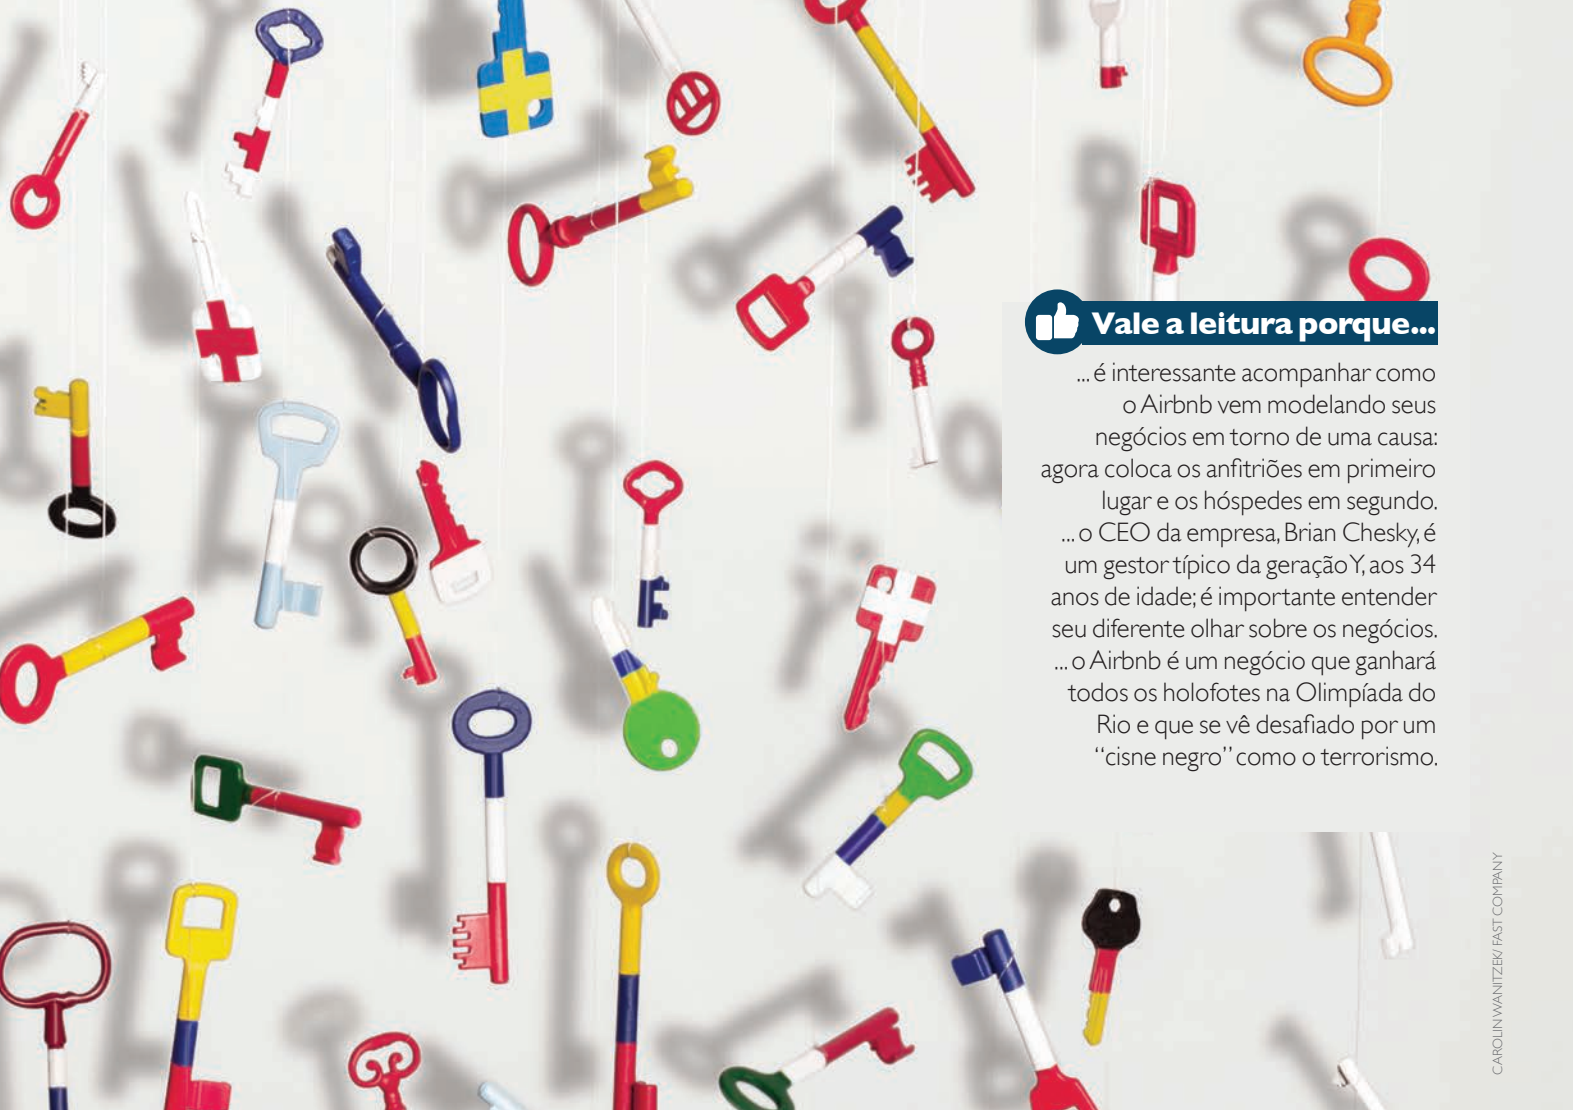 Vale a leitura porque...
... é interessante acompanhar como
o Airbnb vem modelando seus
negócios em torno de uma causa:
agora coloca os anfitriões em primeiro
lugar e os hóspedes em segundo.
... o CEO da empresa, Brian Chesky, é
um gestor típico da geração Y, aos 34
anos de idade; é importante entender
seu diferente olhar sobre os negócios.
... o Airbnb é um negócio que ganhará
todos os holofotes na Olimpíada do
Rio e que se vê desafiado por um
“cisne negro” como o terrorismo.
CAROLIN WANITZEK/ FAST COMPANY